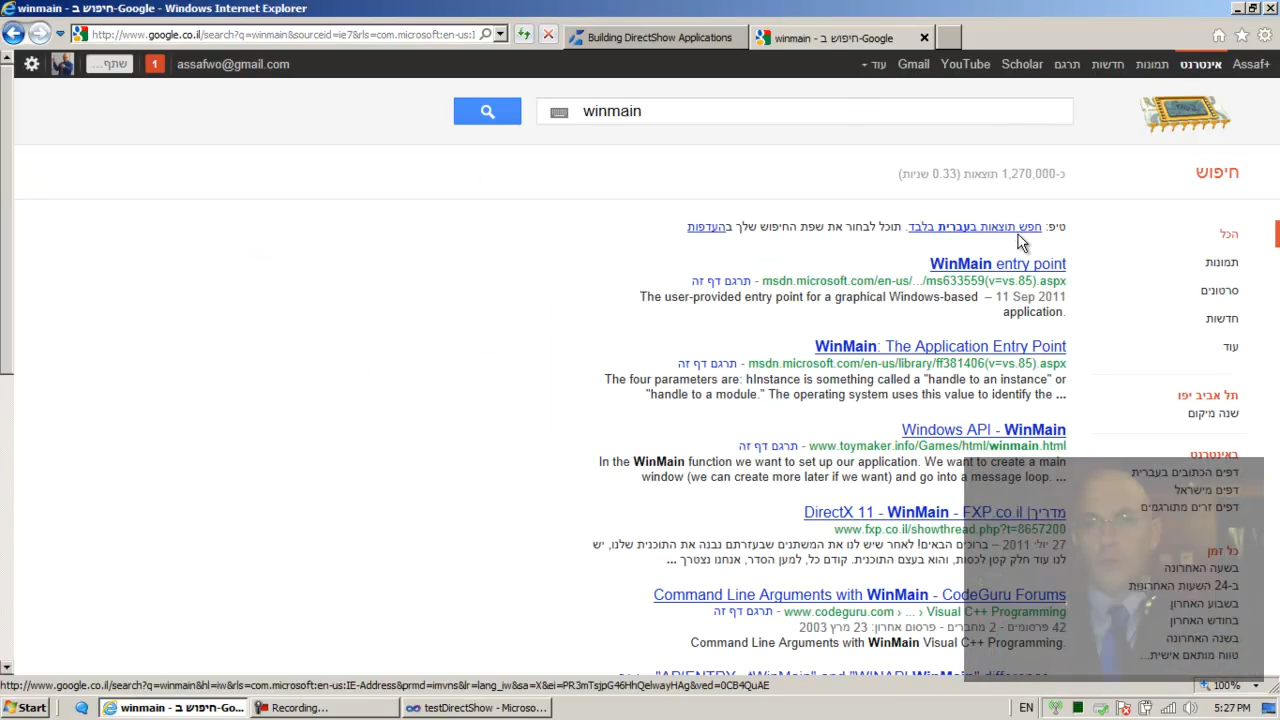 winmain - חיפוש ב-Google - Windows Internet Explorer
http://www.google.co.il/search?q=winmain&sourceid=ie7&rls=com.microsoft:en-us:I
Building DirectShow Applications
winmain - חיפוש ב-Google
שתף...
1
assafwo@gmail.com
עוד
Gmail
YouTube
Scholar
תרגם
חדשות
תמונות
אינטרנט
Assaf+
winmain
חיפוש
כ-1,270,000 תוצאות (0.33 שניות)
טיפ: חפש תוצאות בעברית בלבד. תוכל לבחור את שפת החיפוש שלך בהעדפות
WinMain entry point
msdn.microsoft.com/en-us/.../ms633559(v=vs.85).aspx - תרגם דף זה
The user-provided entry point for a graphical Windows-based – 11 Sep 2011
application.
WinMain: The Application Entry Point
msdn.microsoft.com/en-us/library/ff381406(v=vs.85).aspx - תרגם דף זה
The four parameters are: hInstance is something called a "handle to an instance" or
"handle to a module." The operating system uses this value to identify the ...
Windows API - WinMain
www.toymaker.info/Games/html/winmain.html - תרגם דף זה
In the WinMain function we want to set up our application. We want to create a main
window (we can create more later if we want) and go into a message loop. ...
DirectX 11 - WinMain - FXP.co.il |מדריך
www.fxp.co.il/showthread.php?t=8657200
27 יולי 2011 – ברוכים הבאים! לאחר שיש לנו את המשתנים שבעזרתם נבנה את התוכנית שלנו, יש
לנו עוד חלק קטן לכסות, והוא בעצם התוכנית. קודם כל, למען הסדר, אנחנו נצטרך ...
Command Line Arguments with WinMain - CodeGuru Forums
www.codeguru.com › ... › Visual C++ Programming - תרגם דף זה
42 פרסומים - 2 מחברים - פרסום אחרון: 23 מרץ 2003
Command Line Arguments with WinMain Visual C++ Programming.
הכל
תמונות
סרטונים
חדשות
עוד
תל אביב יפו
שנה מיקום
באינטרנט
דפים הכתובים בעברית
דפים מישראל
דפים זרים מתורגמים
כל זמן
בשעה האחרונה
ב-24 השעות האחרונות
בשבוע האחרון
בחודש האחרון
בשנה האחרונה
טווח מותאם אישית...
http://www.google.co.il/search?q=winmain&hl=iw&rls=com.microsoft:en-us:IE-Address&prmd=imvns&lr=lang_iw&sa=X&ei=PR3mTsjpG46HhQelwayHAg&ved=0CB4QuAE
100%
Start
winmain - חיפוש ב-Go...
Recording...
testDirectShow - Microso...
EN
5:27 PM